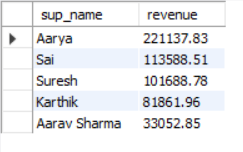 sup_name revenue
Aarya 221137.83
Sai 113588.51
Suresh 101688.78
Karthik 81861.96
Aarav Sharma 33052.85